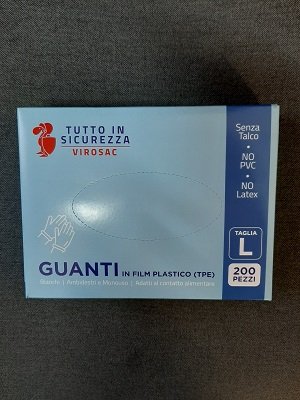 TUTTO IN
SICUREZZA
VIROSAC
Senza
Talco
•
NO
PVC
•
NO
Latex
TAGLIA
L
200
PEZZI
GUANTI IN FILM PLASTICO (TPE)
Bianchi | Ambidestri e Monouso | Adatti al contatto alimentare